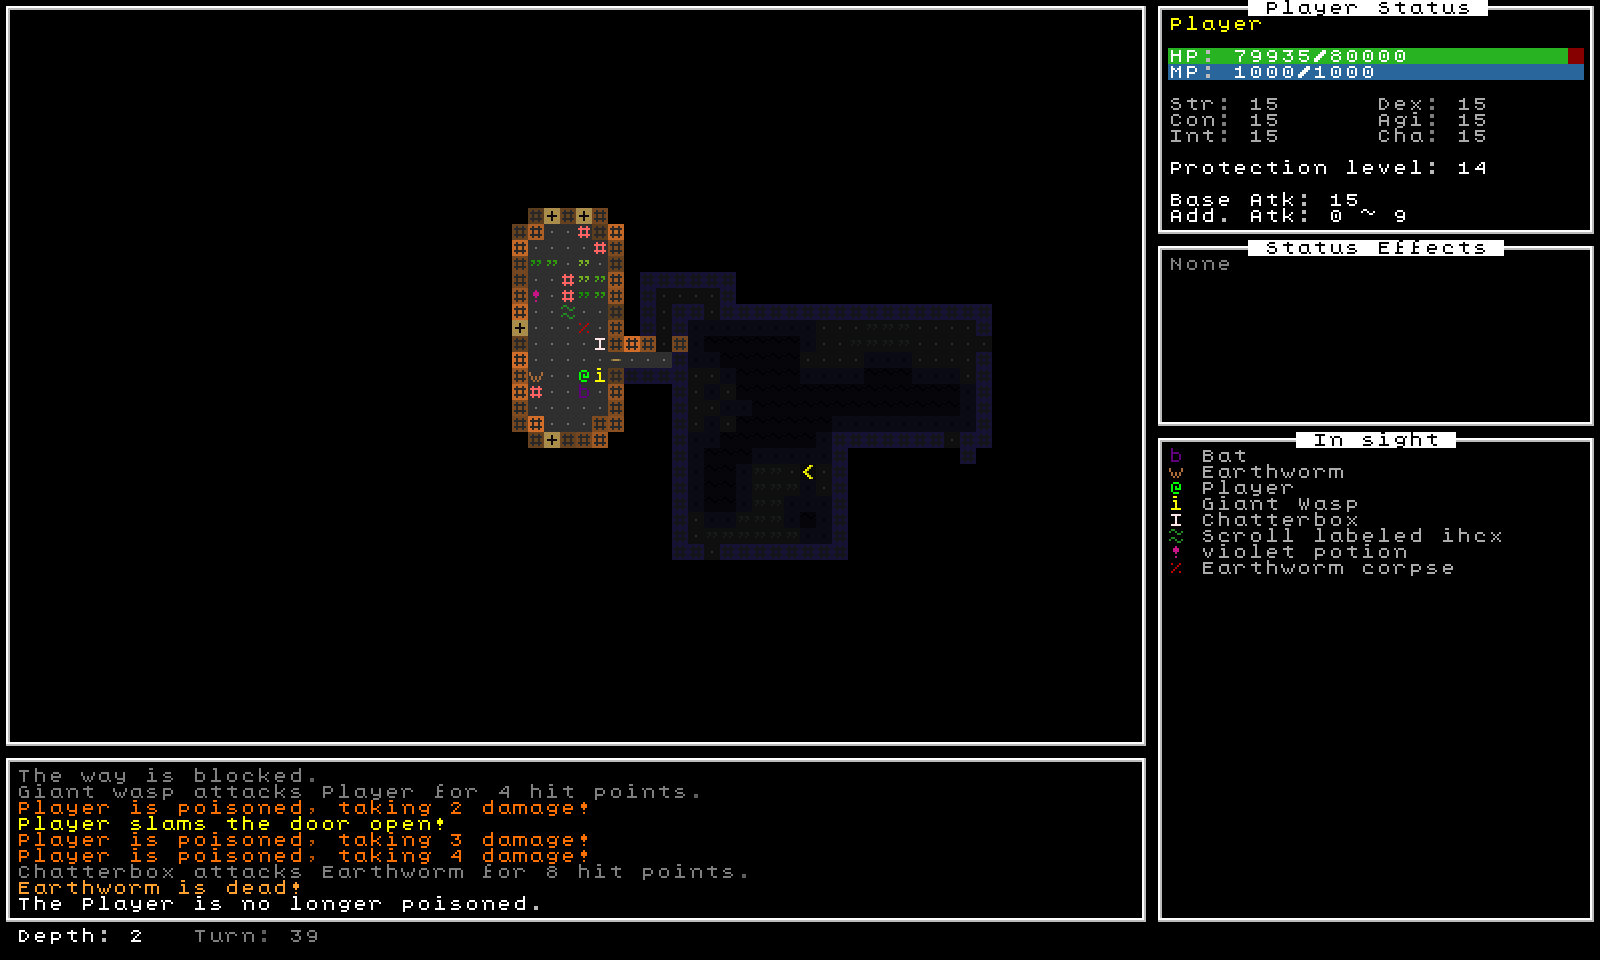 Player Status
Player
HP: 79935/80000
MP: 1000/1000
Str: 15 Dex: 15
Con: 15 Agi: 15
Int: 15 Cha: 15
Protection level: 14
Base Atk: 15
Add. Atk: 0 ~ 9
Status Effects
None
In sight
b Bat
w Earthworm
@ Player
i Giant Wasp
I Chatterbox
≈ Scroll labeled ihcx
! violet potion
% Earthworm corpse
The way is blocked.
Giant wasp attacks Player for 4 hit points.
Player is poisoned, taking 2 damage!
Player slams the door open!
Player is poisoned, taking 3 damage!
Player is poisoned, taking 4 damage!
Chatterbox attacks Earthworm for 8 hit points.
Earthworm is dead!
The Player is no longer poisoned.
Depth: 2 Turn: 39